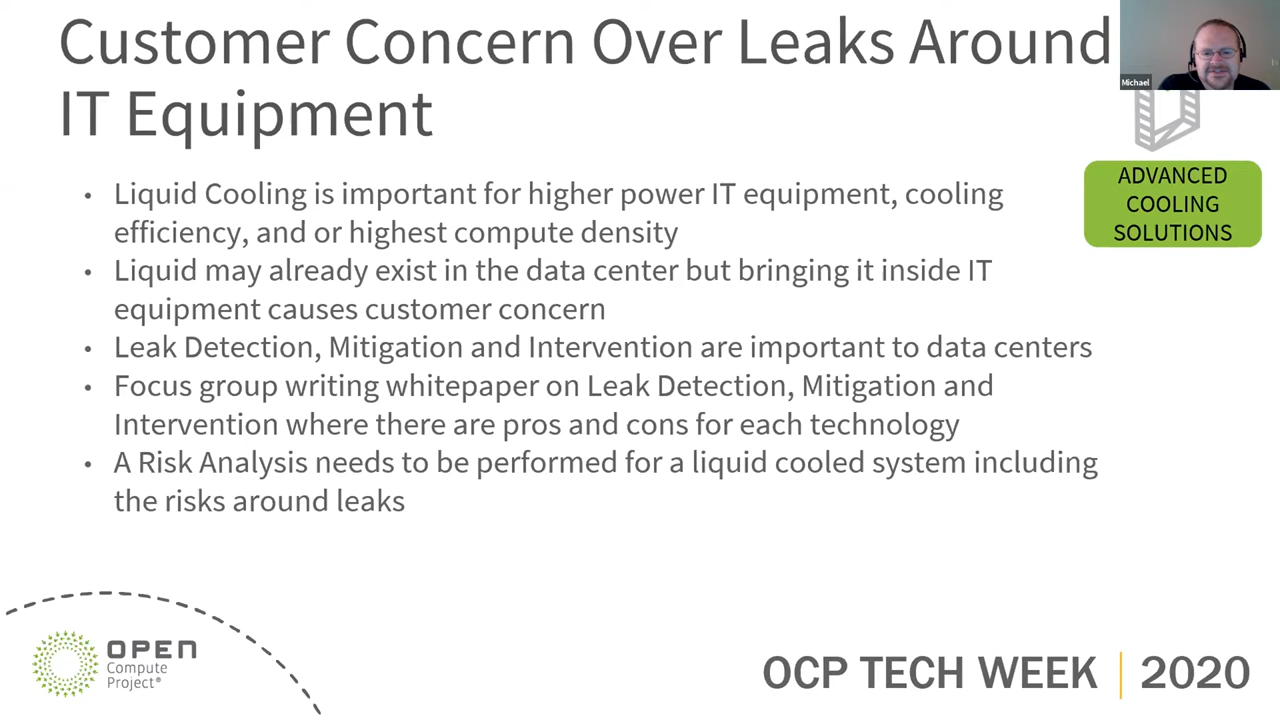 Customer Concern Over Leaks Around
IT Equipment
Michael
ADVANCED
COOLING
SOLUTIONS
• Liquid Cooling is important for higher power IT equipment, cooling
efficiency, and or highest compute density
• Liquid may already exist in the data center but bringing it inside IT
equipment causes customer concern
• Leak Detection, Mitigation and Intervention are important to data centers
• Focus group writing whitepaper on Leak Detection, Mitigation and
Intervention where there are pros and cons for each technology
• A Risk Analysis needs to be performed for a liquid cooled system including
the risks around leaks
OPEN
Compute
Project®
OCP TECH WEEK | 2020